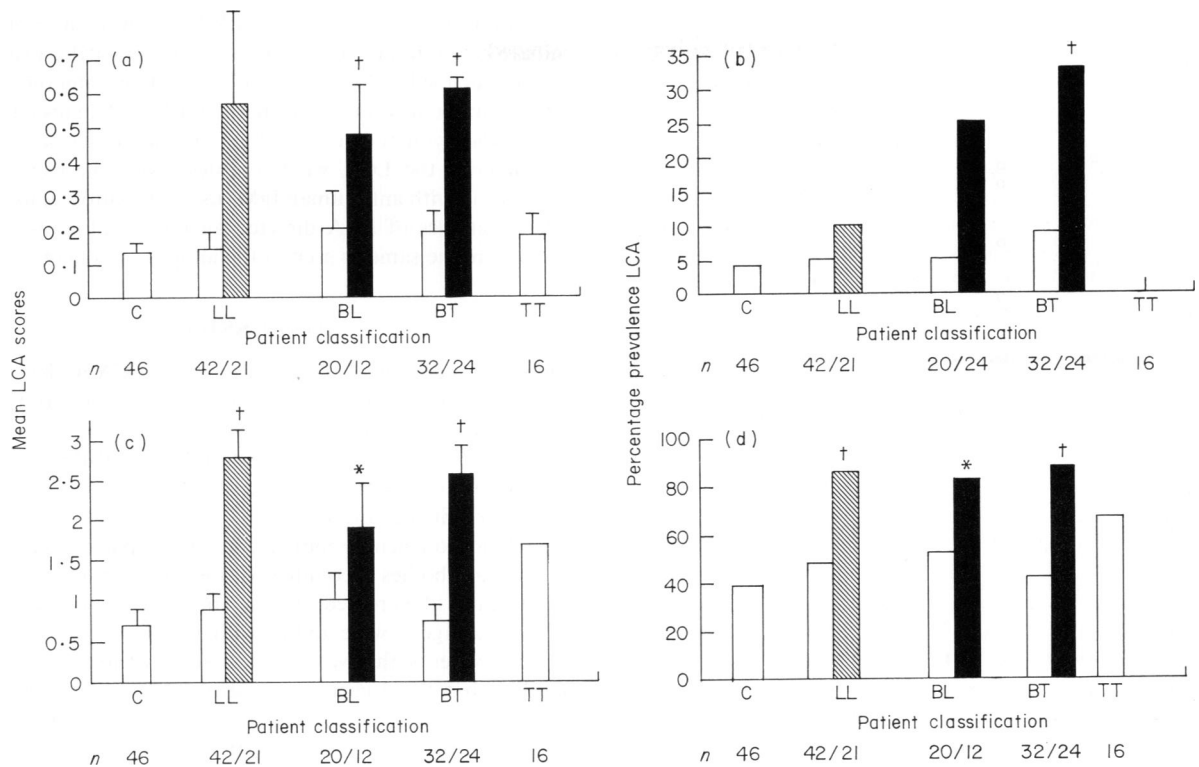 Mean LCA scores
(a)
0·7
0·6
0·5
0·4
0·3
0·2
0·1
0
† †
C LL BL BT TT
Patient classification
n 46 42/21 20/12 32/24 16
Percentage prevalence LCA
(b)
35
30
25
20
15
10
5
0
†
C LL BL BT TT
Patient classification
n 46 42/21 20/24 32/24 16
(c)
3
2·5
2
1·5
1
0·5
0
† * †
C LL BL BT TT
Patient classification
n 46 42/21 20/12 32/24 16
(d)
100
80
60
40
20
0
† * †
C LL BL BT TT
Patient classification
n 46 42/21 20/12 32/24 16